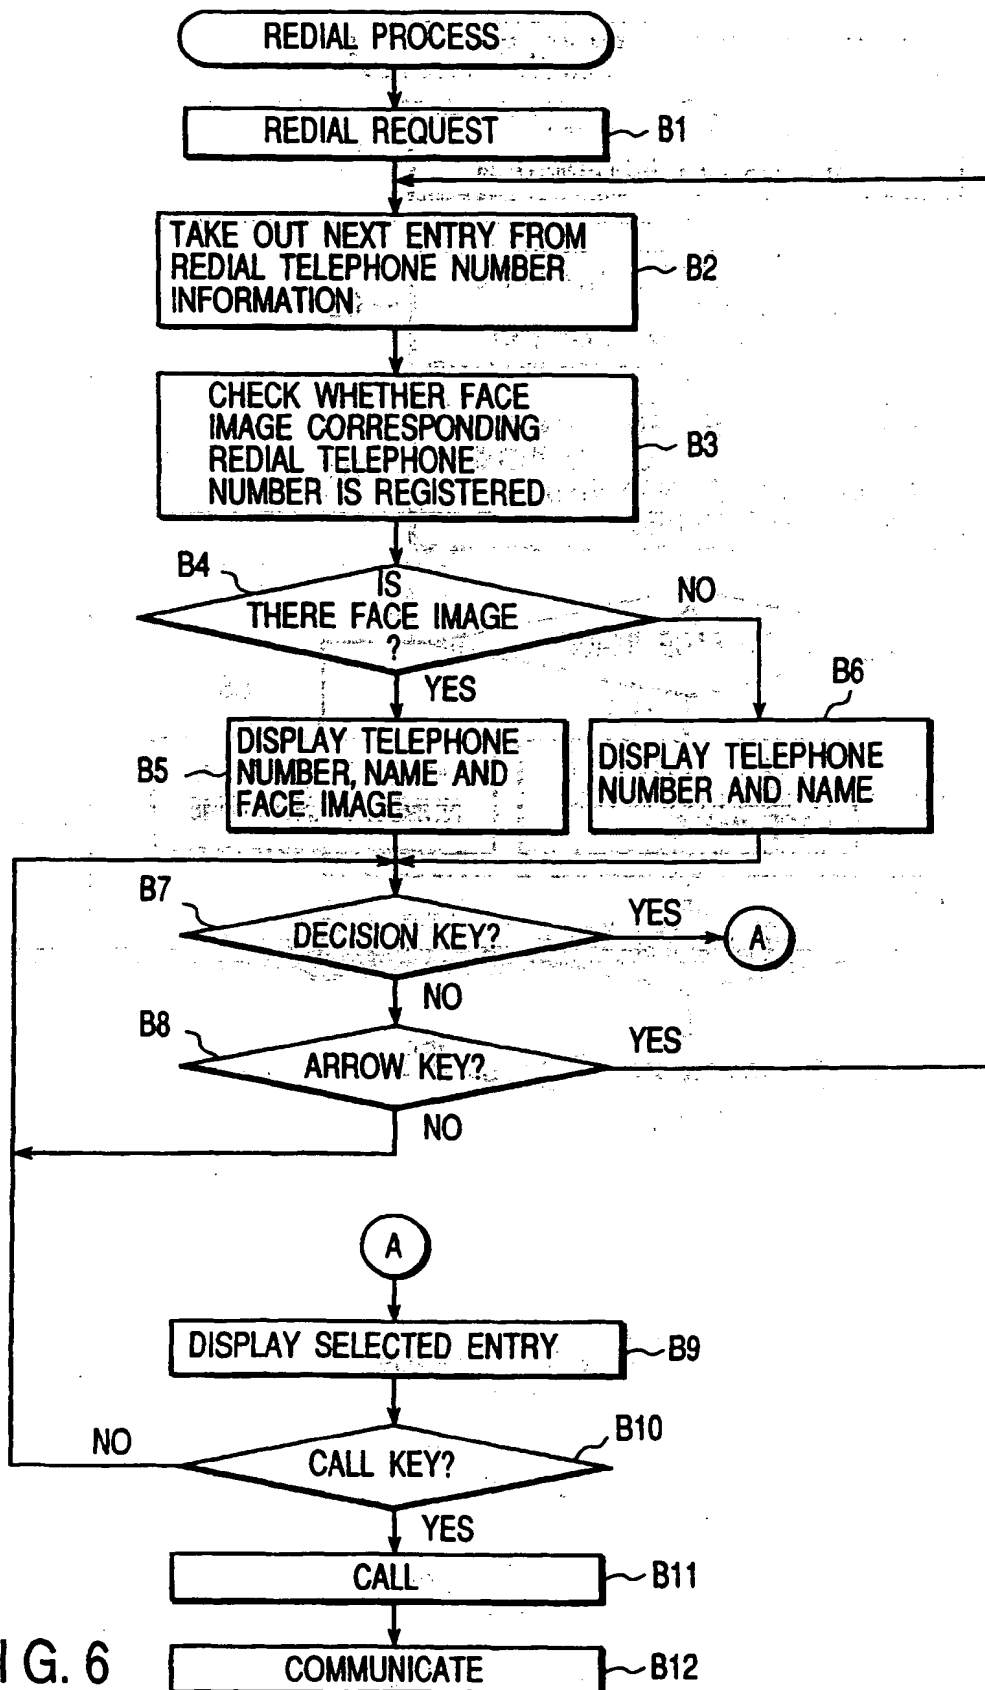 REDIAL PROCESS
REDIAL REQUEST
B1
TAKE OUT NEXT ENTRY FROM
REDIAL TELEPHONE NUMBER
INFORMATION
B2
CHECK WHETHER FACE
IMAGE CORRESPONDING
REDIAL TELEPHONE
NUMBER IS REGISTERED
B3
B4
IS
THERE FACE IMAGE
?
NO
YES
B6
B5
DISPLAY TELEPHONE
NUMBER, NAME AND
FACE IMAGE
DISPLAY TELEPHONE
NUMBER AND NAME
B7
DECISION KEY?
YES
A
NO
B8
ARROW KEY?
YES
NO
A
DISPLAY SELECTED ENTRY
B9
B10
NO
CALL KEY?
YES
CALL
B11
COMMUNICATE
B12
IG. 6